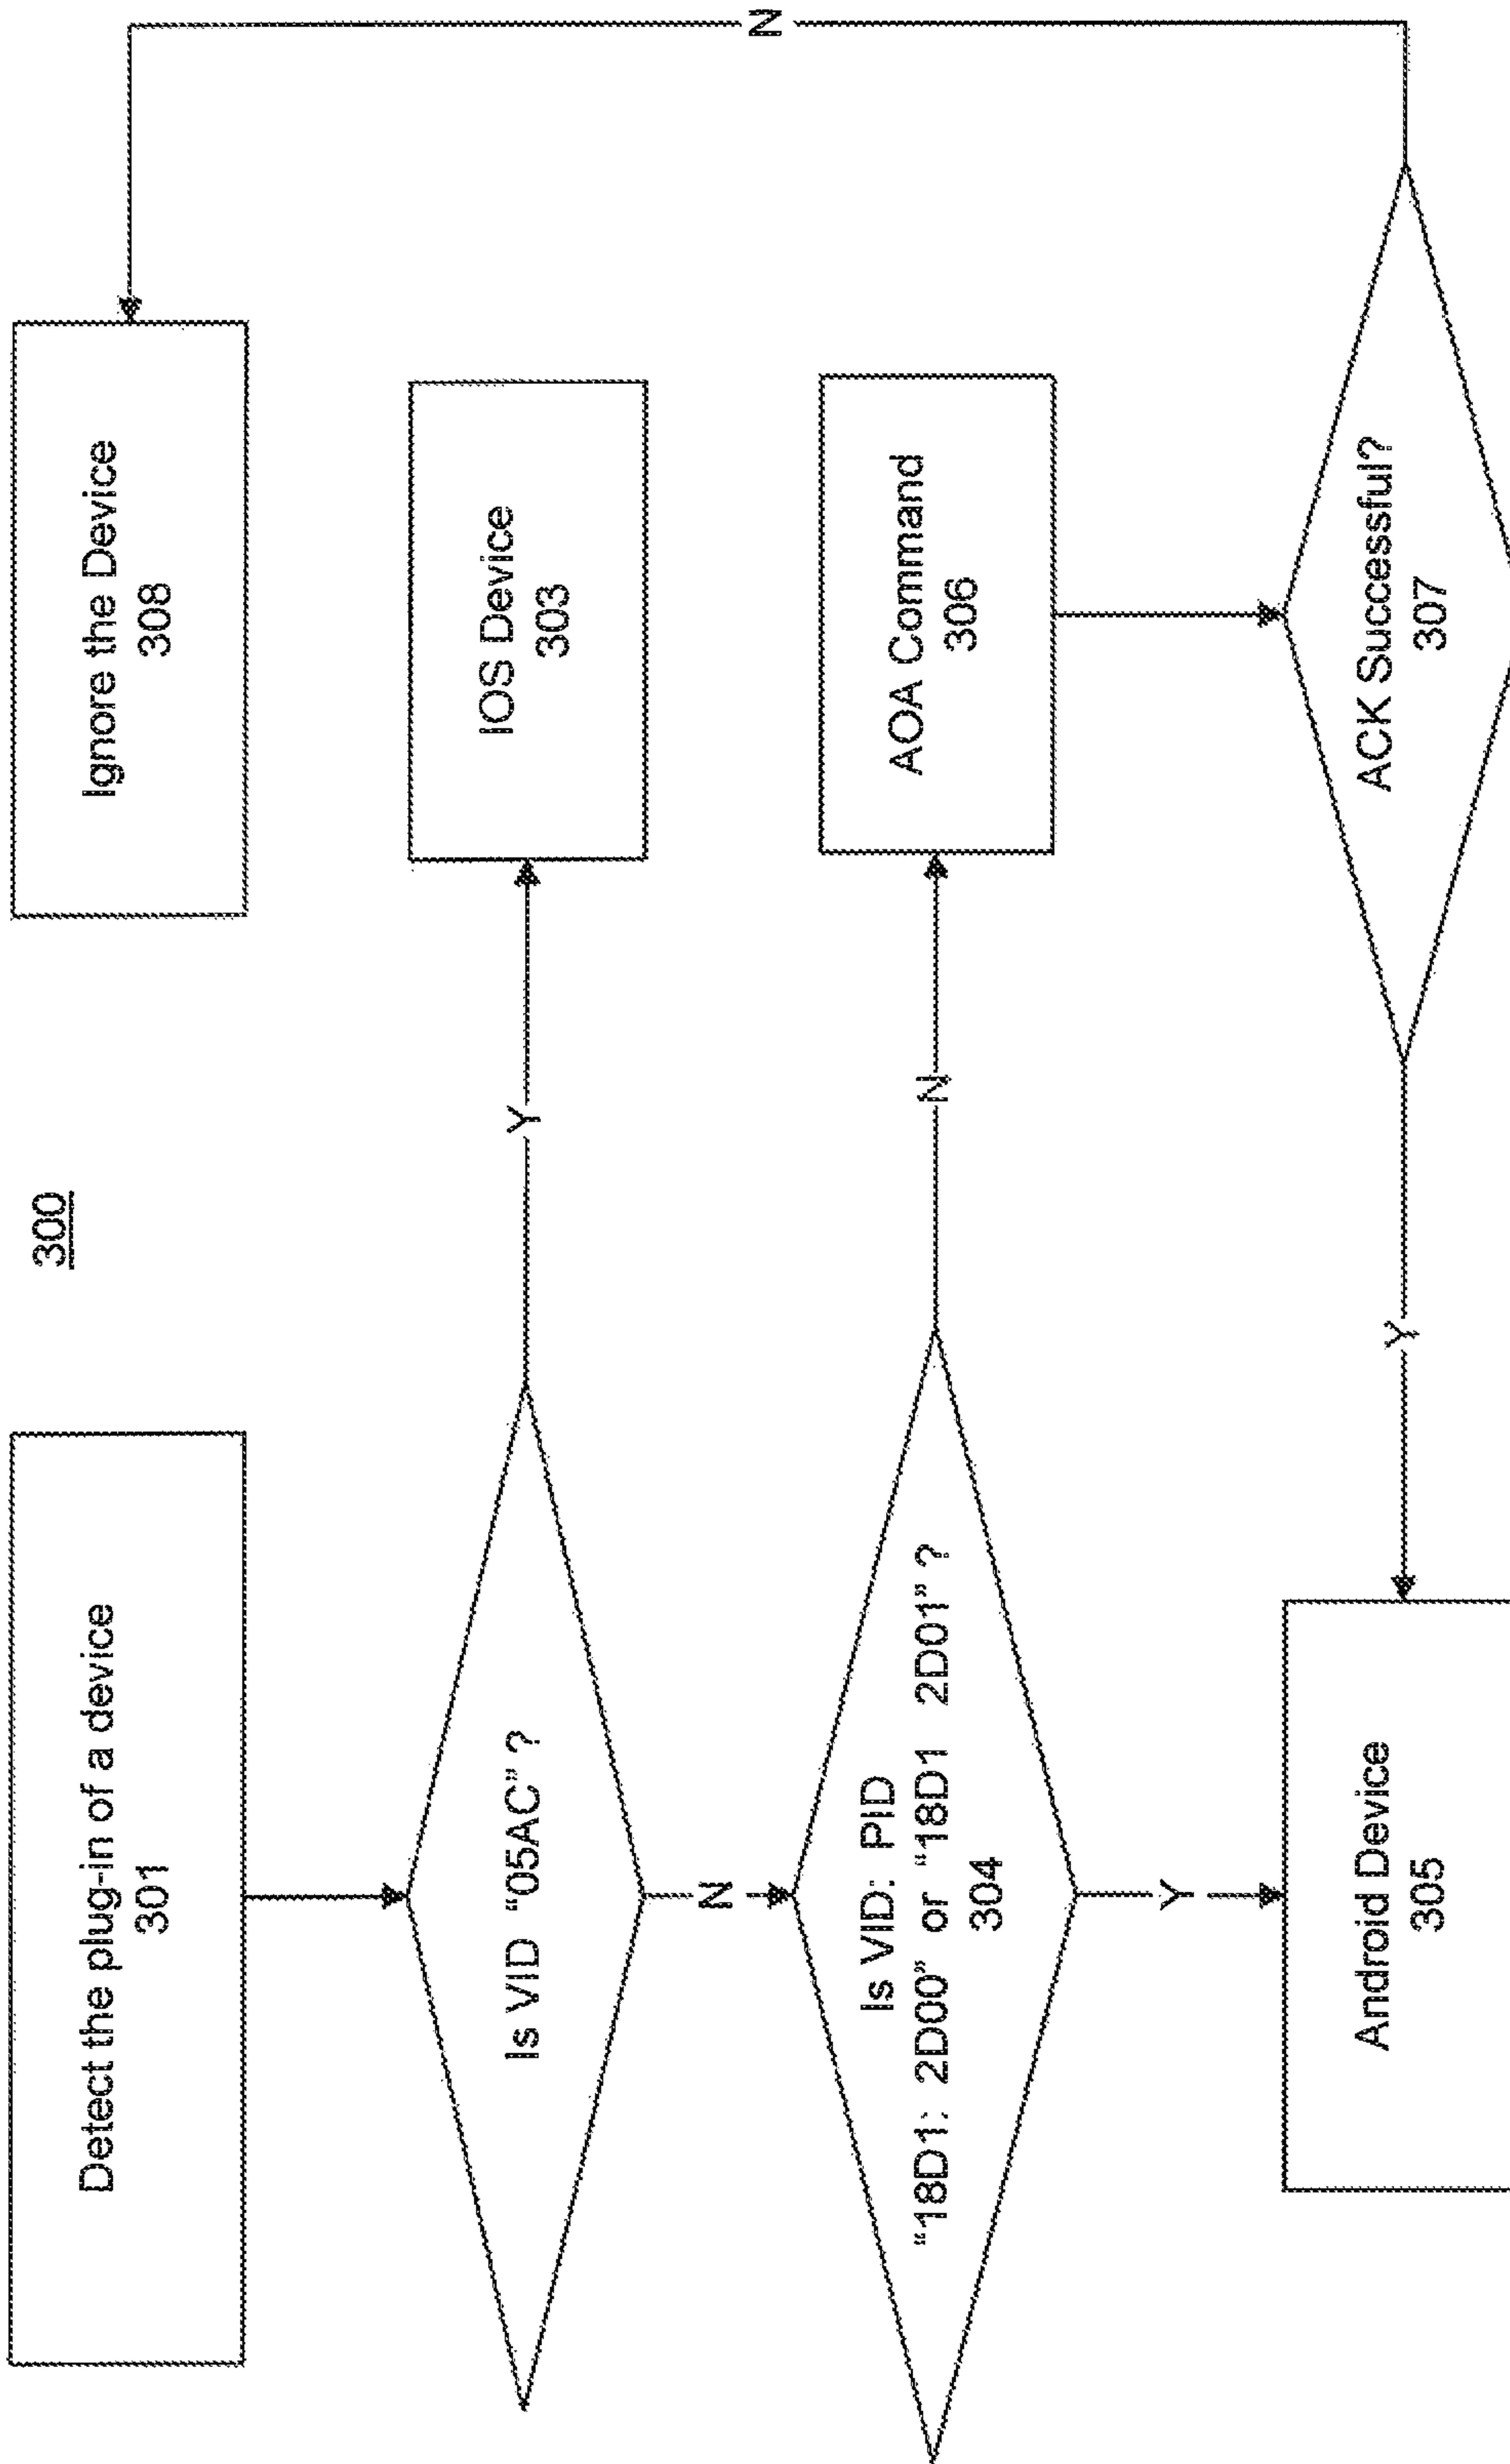 300
Detect the plug-in of a device
301
Ignore the Device
308
Is VID “05AC” ?
Y
IOS Device
303
N
Is VID: PID
“18D1: 2D00” or “18D1 2D01” ?
304
N
AOA Command
306
Y
Android Device
305
Y
ACK Successful?
307
N